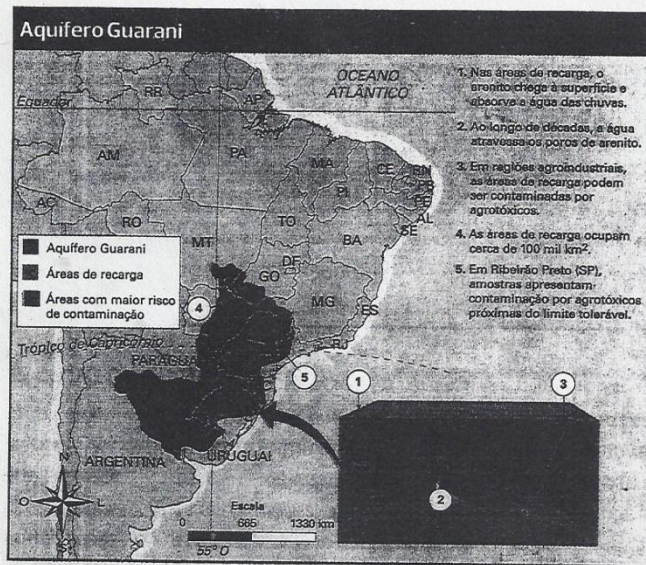 Aquífero Guarani
OCEANO
ATLÂNTICO
Equador
RR
AP
AM
PA
MA
CE
RN
PB
PE
AL
SE
PI
AC
RO
TO
BA
MT
DF
GO
MG
ES
RJ
Aquífero Guarani
Áreas de recarga
Áreas com maior risco
de contaminação
Trópico de Capricórnio
PARAGUAI
ARGENTINA
URUGUAI
1. Nas áreas de recarga, o
arenito chega à superfície e
absorve a água das chuvas.
2. Ao longo de décadas, a água
atravessa os poros de arenito.
3. Em regiões agroindustriais,
as áreas de recarga podem
ser contaminadas por
agrotóxicos.
4. As áreas de recarga ocupam
cerca de 100 mil km².
5. Em Ribeirão Preto (SP),
amostras apresentam
contaminação por agrotóxicos
próximas do limite tolerável.
4
5
1
3
2
N
O
L
S
Escala
0 665 1330 km
55° O